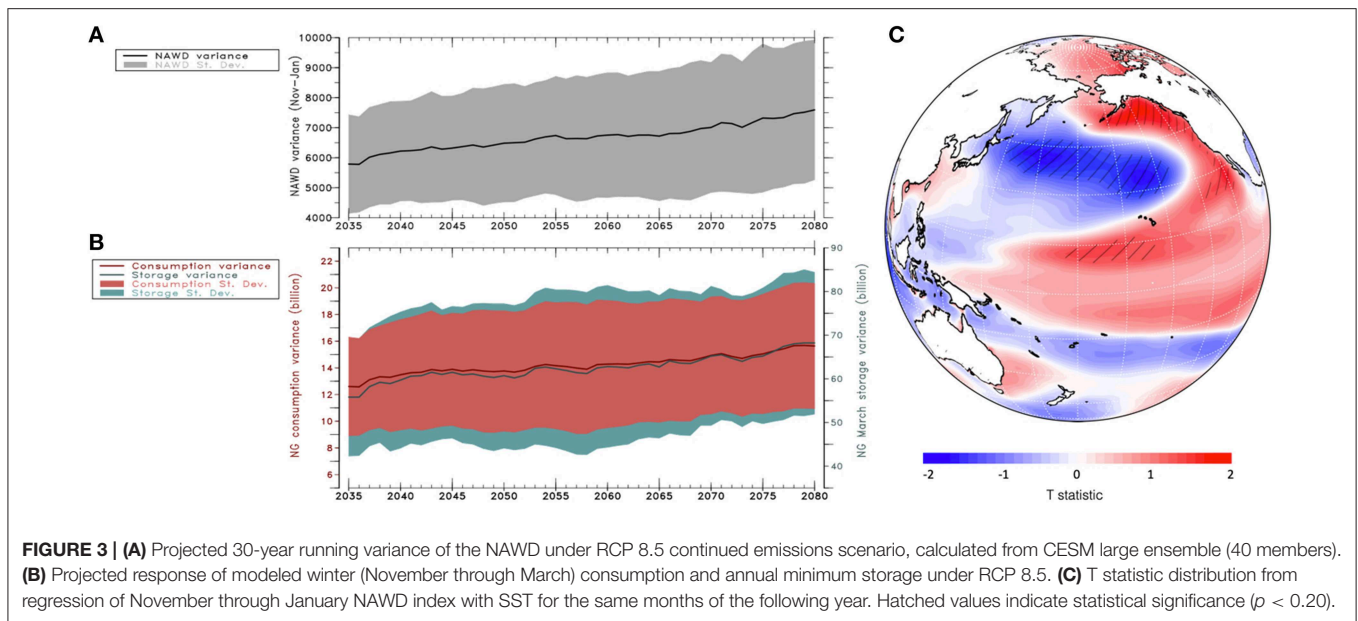 A
NAWD variance
NAWD St. Dev.
NAWD variance (Nov-Jan)
10000
9000
8000
7000
6000
5000
4000
2035 2040 2045 2050 2055 2060 2065 2070 2075 2080
B
Consumption variance
Storage variance
Consumption St. Dev.
Storage St. Dev.
NG consumption variance (billion)
22
20
18
16
14
12
10
8
6
90
80
70
60
50
40
NG March storage variance (billion)
2035 2040 2045 2050 2055 2060 2065 2070 2075 2080
C
-2 -1 0 1 2
T statistic
FIGURE 3 | (A) Projected 30-year running variance of the NAWD under RCP 8.5 continued emissions scenario, calculated from CESM large ensemble (40 members).
(B) Projected response of modeled winter (November through March) consumption and annual minimum storage under RCP 8.5. (C) T statistic distribution from
regression of November through January NAWD index with SST for the same months of the following year. Hatched values indicate statistical significance (p < 0.20).